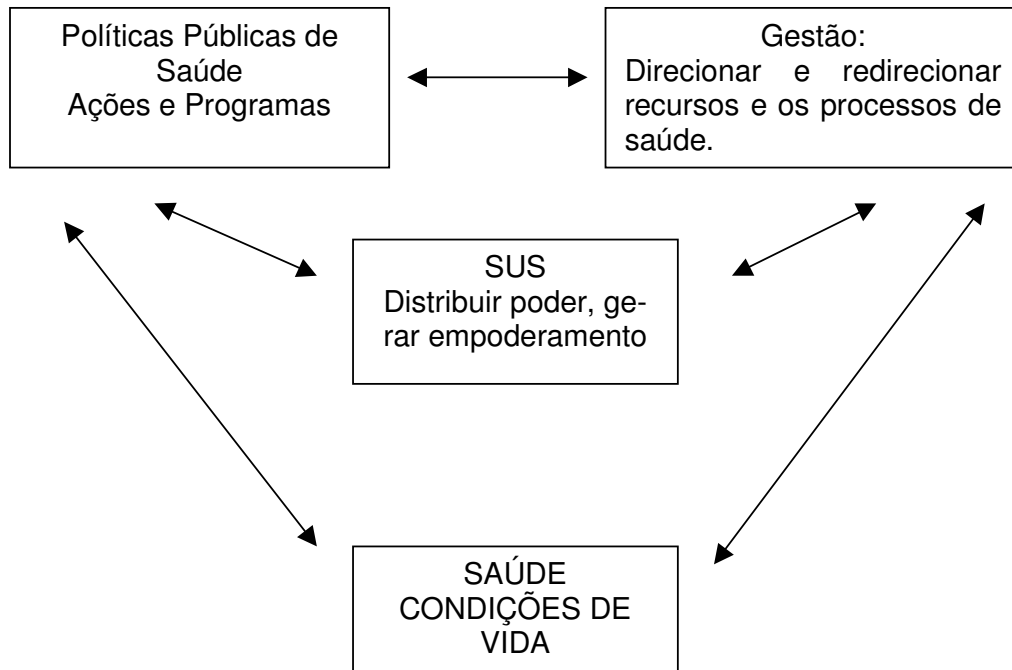 Políticas Públicas de
Saúde
Ações e Programas
Gestão:
Direcionar e redirecionar
recursos e os processos de
saúde.
SUS
Distribuir poder, ge-
rar empoderamento
SAÚDE
CONDIÇÕES DE
VIDA